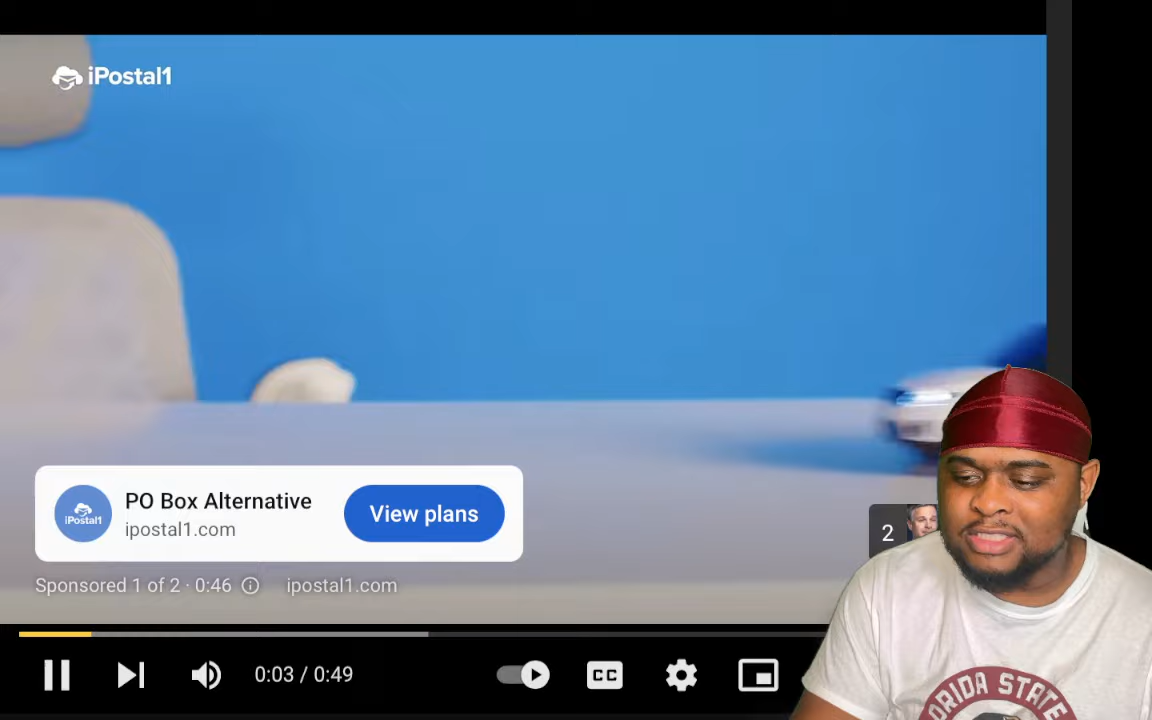 iPostal1
PO Box Alternative
iPostal1
ipostal1.com
View plans
2
Sponsored 1 of 2 · 0:46
ipostal1.com
0:03 / 0:49
CC
ORIDA STATE